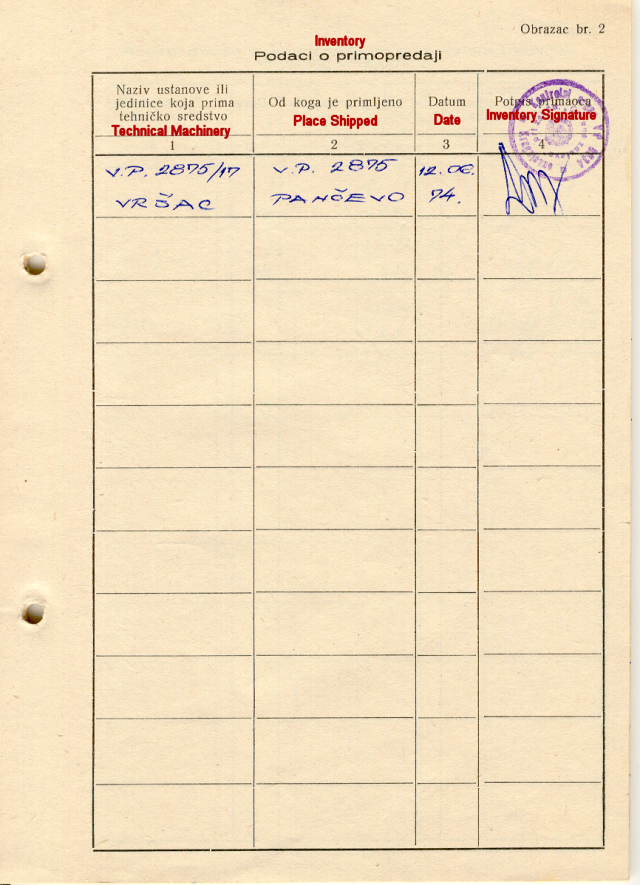 Obrazac br. 2
Inventory
Podaci o primopredaji
Naziv ustanove ili
jedinice koja prima
tehničko sredstvo
Technical Machinery
1
Od koga je primljeno
Place Shipped
2
Datum
Date
3
Potpis primaoca
Inventory Signature
4
V.P. 2875/17
VRŠAC
V.P. 2875
PANČEVO
12.06.
74.